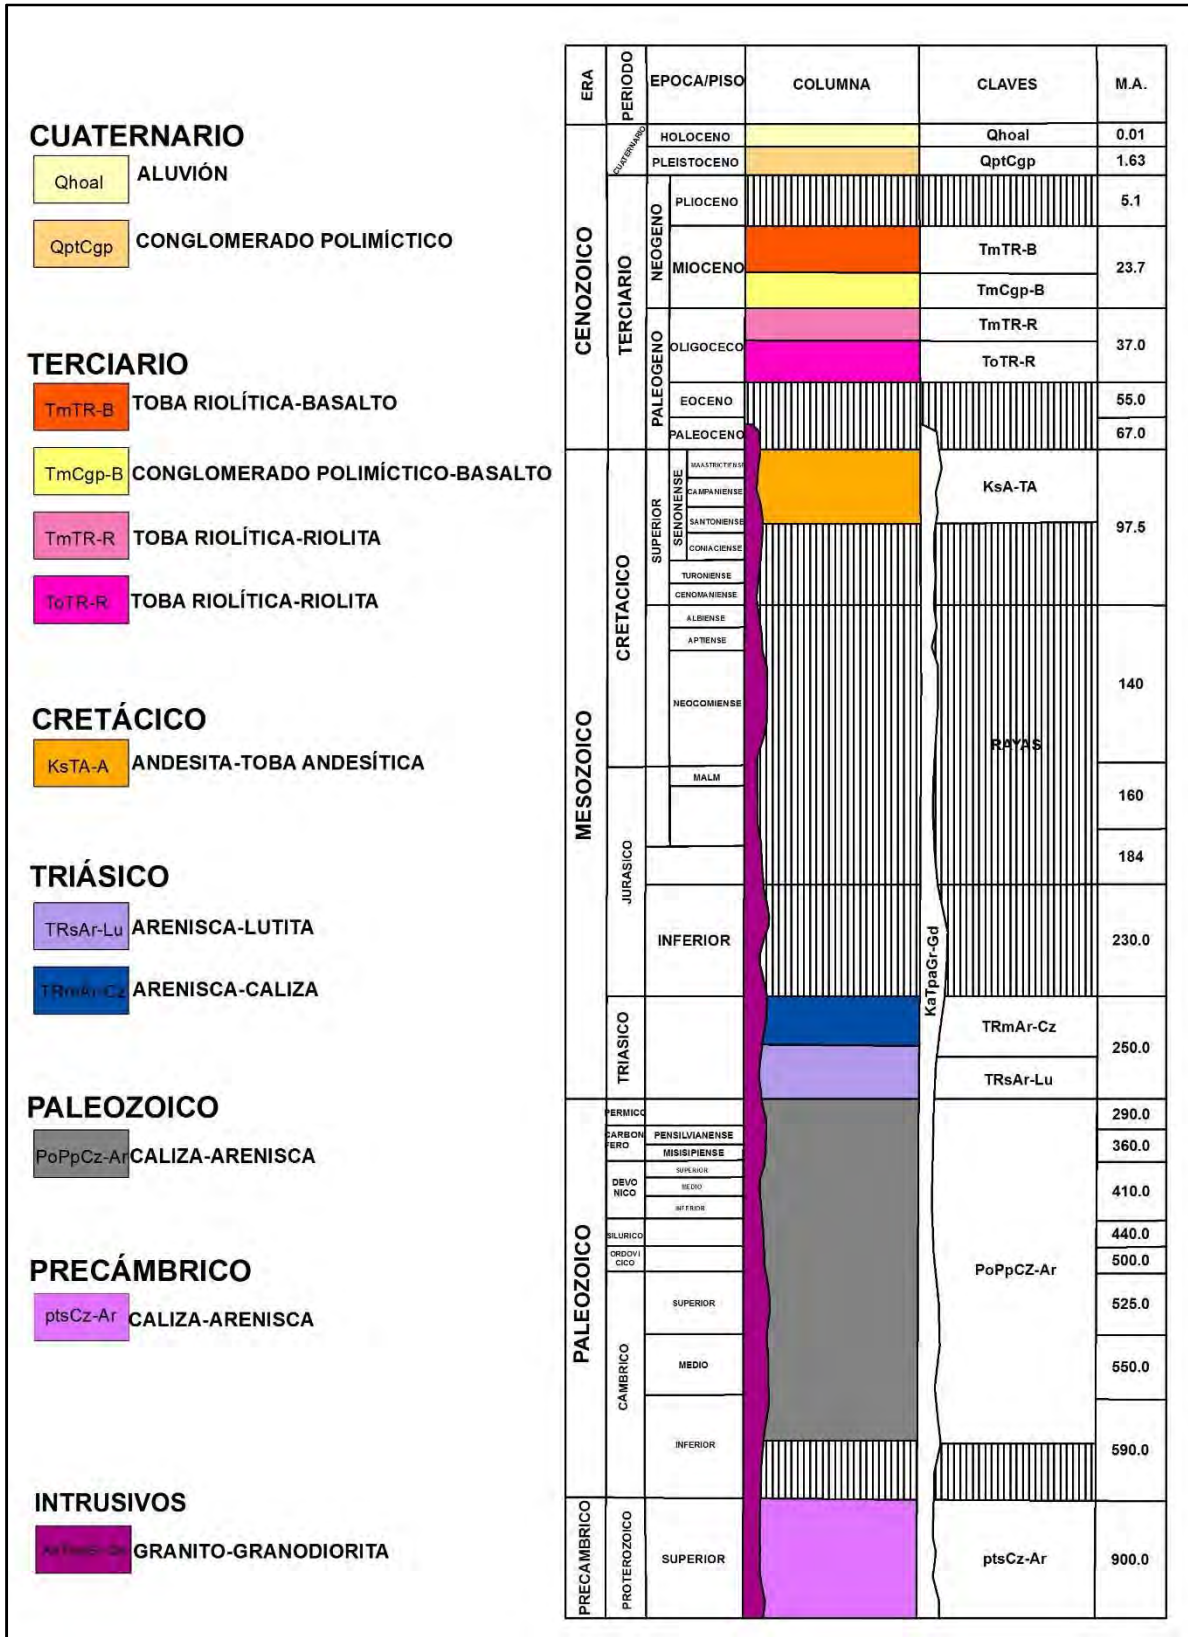 CUATERNARIO
Qhoal ALUVIÓN
QptCgp CONGLOMERADO POLIMÍCTICO
TERCIARIO
TmTR-B TOBA RIOLÍTICA-BASALTO
TmCgp-B CONGLOMERADO POLIMÍCTICO-BASALTO
TmTR-R TOBA RIOLÍTICA-RIOLITA
ToTR-R TOBA RIOLÍTICA-RIOLITA
CRETÁCICO
KsTA-A ANDESITA-TOBA ANDESÍTICA
TRIÁSICO
TRsAr-Lu ARENISCA-LUTITA
TRmAr-Cz ARENISCA-CALIZA
PALEOZOICO
PoPpCz-Ar CALIZA-ARENISCA
PRECÁMBRICO
ptsCz-Ar CALIZA-ARENISCA
INTRUSIVOS
GRANITO-GRANODIORITA
ERA PERIODO EPOCA/PISO COLUMNA CLAVES M.A.
CENOZOICO
CUATERNARIO
HOLOCENO Qhoal 0.01
PLEISTOCENO QptCgp 1.63
TERCIARIO
NEOGENO
PLIOCENO 5.1
MIOCENO TmTR-B 23.7
TmCgp-B
PALEOGENO
OLIGOCECO TmTR-R 37.0
ToTR-R
EOCENO 55.0
PALEOCENO 67.0
MESOZOICO
CRETACICO
SUPERIOR
SENONENSE
MAASTRICTIENSE
CAMPANIENSE KsA-TA
SANTONIENSE 97.5
CONIACIENSE
TURONIENSE
CENOMANIENSE
ALBIENSE
APTIENSE
NEOCOMIENSE 140
RAYAS
JURASICO
MALM
160
184
INFERIOR 230.0
KaTpaGr-Gd
TRIASICO
TRmAr-Cz 250.0
TRsAr-Lu
PALEOZOICO
PERMICO 290.0
CARBON
FERO
PENSILVIANENSE 360.0
MISISIPIENSE
DEVO
NICO
SUPERIOR
MEDIO 410.0
INFERIOR
SILURICO 440.0
ORDOVI
CICO
500.0
PoPpCZ-Ar
CAMBRICO
SUPERIOR 525.0
MEDIO 550.0
INFERIOR 590.0
PRECAMBRICO
PROTEROZOICO
SUPERIOR ptsCz-Ar 900.0